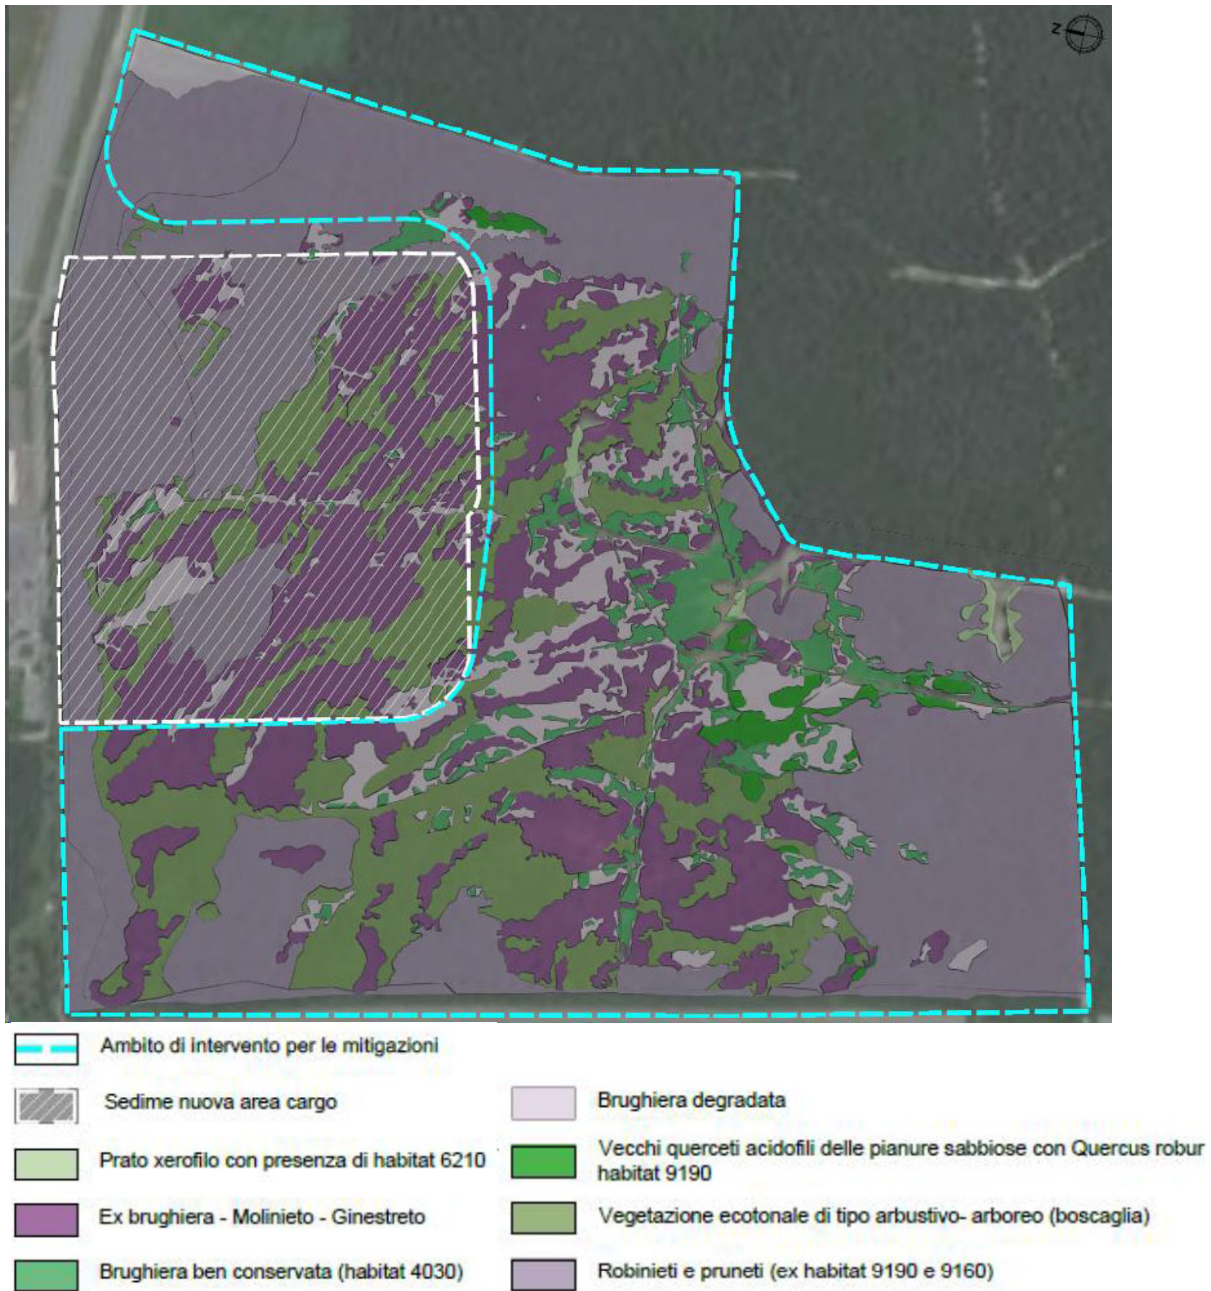 Z
Ambito di intervento per le mitigazioni
Sedime nuova area cargo
Brughiera degradata
Prato xerofilo con presenza di habitat 6210
Vecchi querceti acidofili delle pianure sabbiose con Quercus robur
habitat 9190
Ex brughiera - Molinieto - Ginestreto
Vegetazione ecotonale di tipo arbustivo- arboreo (boscaglia)
Brughiera ben conservata (habitat 4030)
Robinieti e pruneti (ex habitat 9190 e 9160)